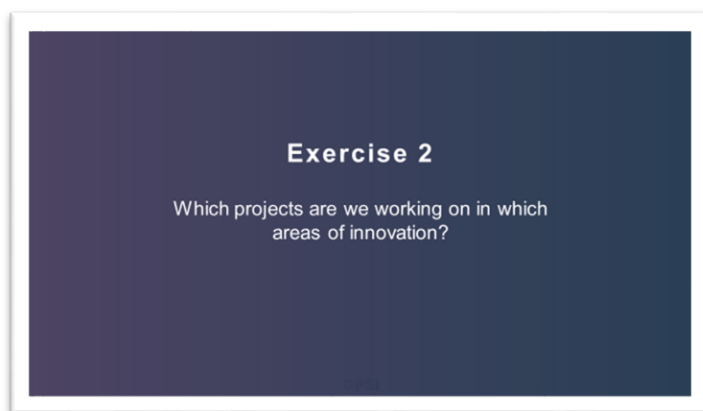 Exercise 2
Which projects are we working on in which
areas of innovation?